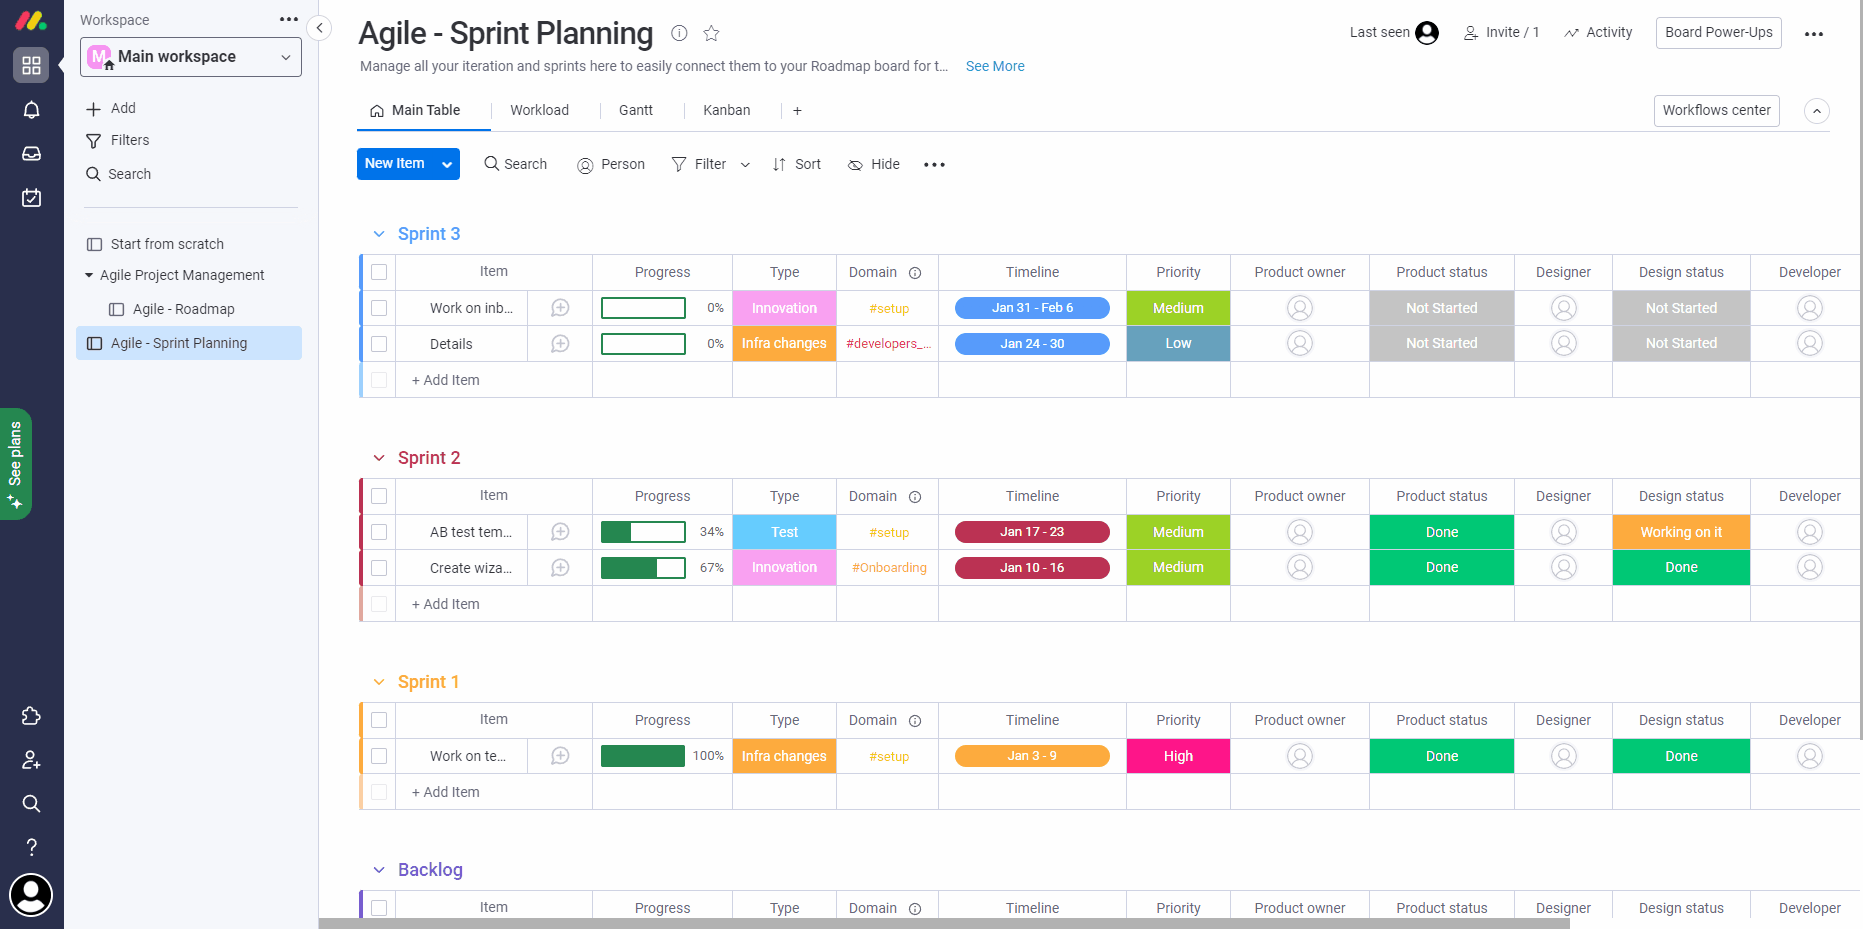 Workspace
M
Main workspace
Add
Filters
Search
Start from scratch
Agile Project Management
Agile - Roadmap
Agile - Sprint Planning
See plans
Agile - Sprint Planning
Last seen
Invite / 1
Activity
Board Power-Ups
Manage all your iteration and sprints here to easily connect them to your Roadmap board for t... See More
Main Table
Workload
Gantt
Kanban
+
Workflows center
New Item
Search
Person
Filter
Sort
Hide
Sprint 3
Item Progress Type Domain Timeline Priority Product owner Product status Designer Design status Developer
Work on inb... 0% Innovation #setup Jan 31 - Feb 6 Medium Not Started Not Started
Details 0% Infra changes #developers_... Jan 24 - 30 Low Not Started Not Started
+ Add Item
Sprint 2
Item Progress Type Domain Timeline Priority Product owner Product status Designer Design status Developer
AB test tem... 34% Test #setup Jan 17 - 23 Medium Done Working on it
Create wiza... 67% Innovation #Onboarding Jan 10 - 16 Medium Done Done
+ Add Item
Sprint 1
Item Progress Type Domain Timeline Priority Product owner Product status Designer Design status Developer
Work on te... 100% Infra changes #setup Jan 3 - 9 High Done Done
+ Add Item
Backlog
Item Progress Type Domain Timeline Priority Product owner Product status Designer Design status Developer